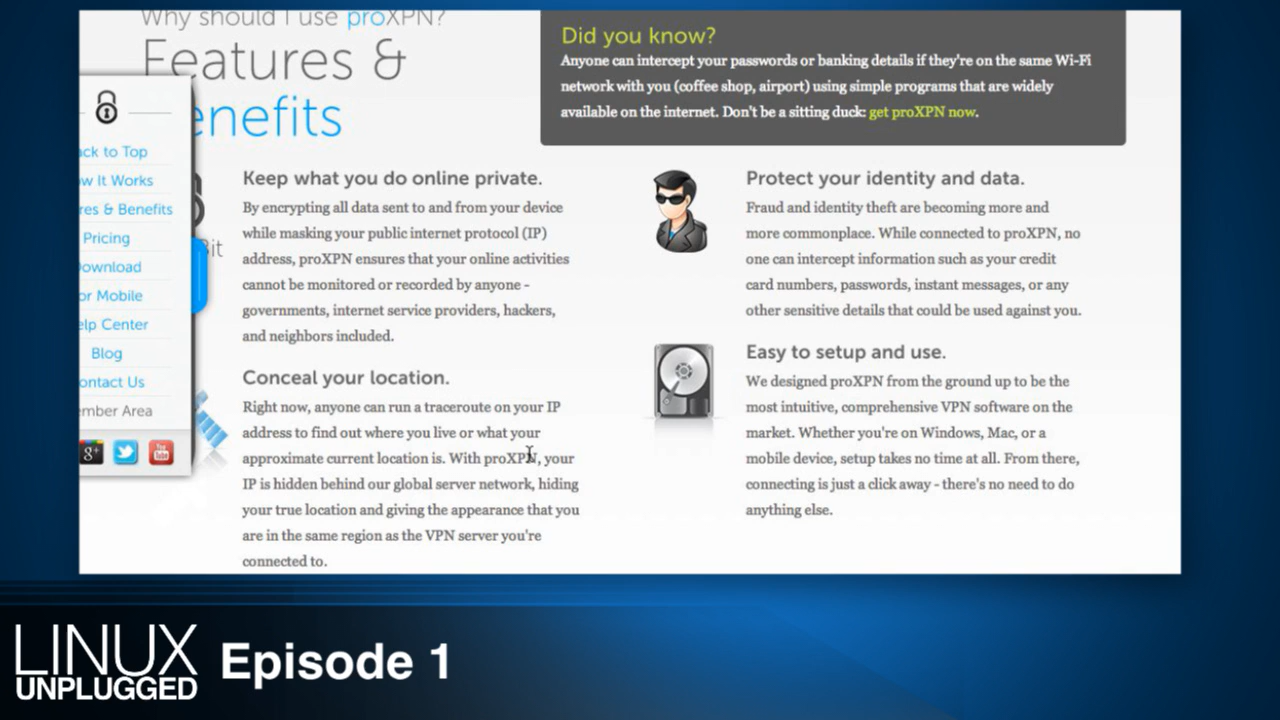 Why should I use proXPN?
Features &
enefits
Did you know?
Anyone can intercept your passwords or banking details if they're on the same Wi-Fi
network with you (coffee shop, airport) using simple programs that are widely
available on the internet. Don't be a sitting duck: get proXPN now.
ack to Top
ow It Works
res & Benefits
Pricing
ownload
or Mobile
elp Center
Blog
ontact Us
ember Area
g+
You
Bit
Keep what you do online private.
By encrypting all data sent to and from your device
while masking your public internet protocol (IP)
address, proXPN ensures that your online activities
cannot be monitored or recorded by anyone -
governments, internet service providers, hackers,
and neighbors included.
Conceal your location.
Right now, anyone can run a traceroute on your IP
address to find out where you live or what your
approximate current location is. With proXPN, your
IP is hidden behind our global server network, hiding
your true location and giving the appearance that you
are in the same region as the VPN server you're
connected to.
Protect your identity and data.
Fraud and identity theft are becoming more and
more commonplace. While connected to proXPN, no
one can intercept information such as your credit
card numbers, passwords, instant messages, or any
other sensitive details that could be used against you.
Easy to setup and use.
We designed proXPN from the ground up to be the
most intuitive, comprehensive VPN software on the
market. Whether you're on Windows, Mac, or a
mobile device, setup takes no time at all. From there,
connecting is just a click away - there's no need to do
anything else.
LINUX
UNPLUGGED
Episode 1